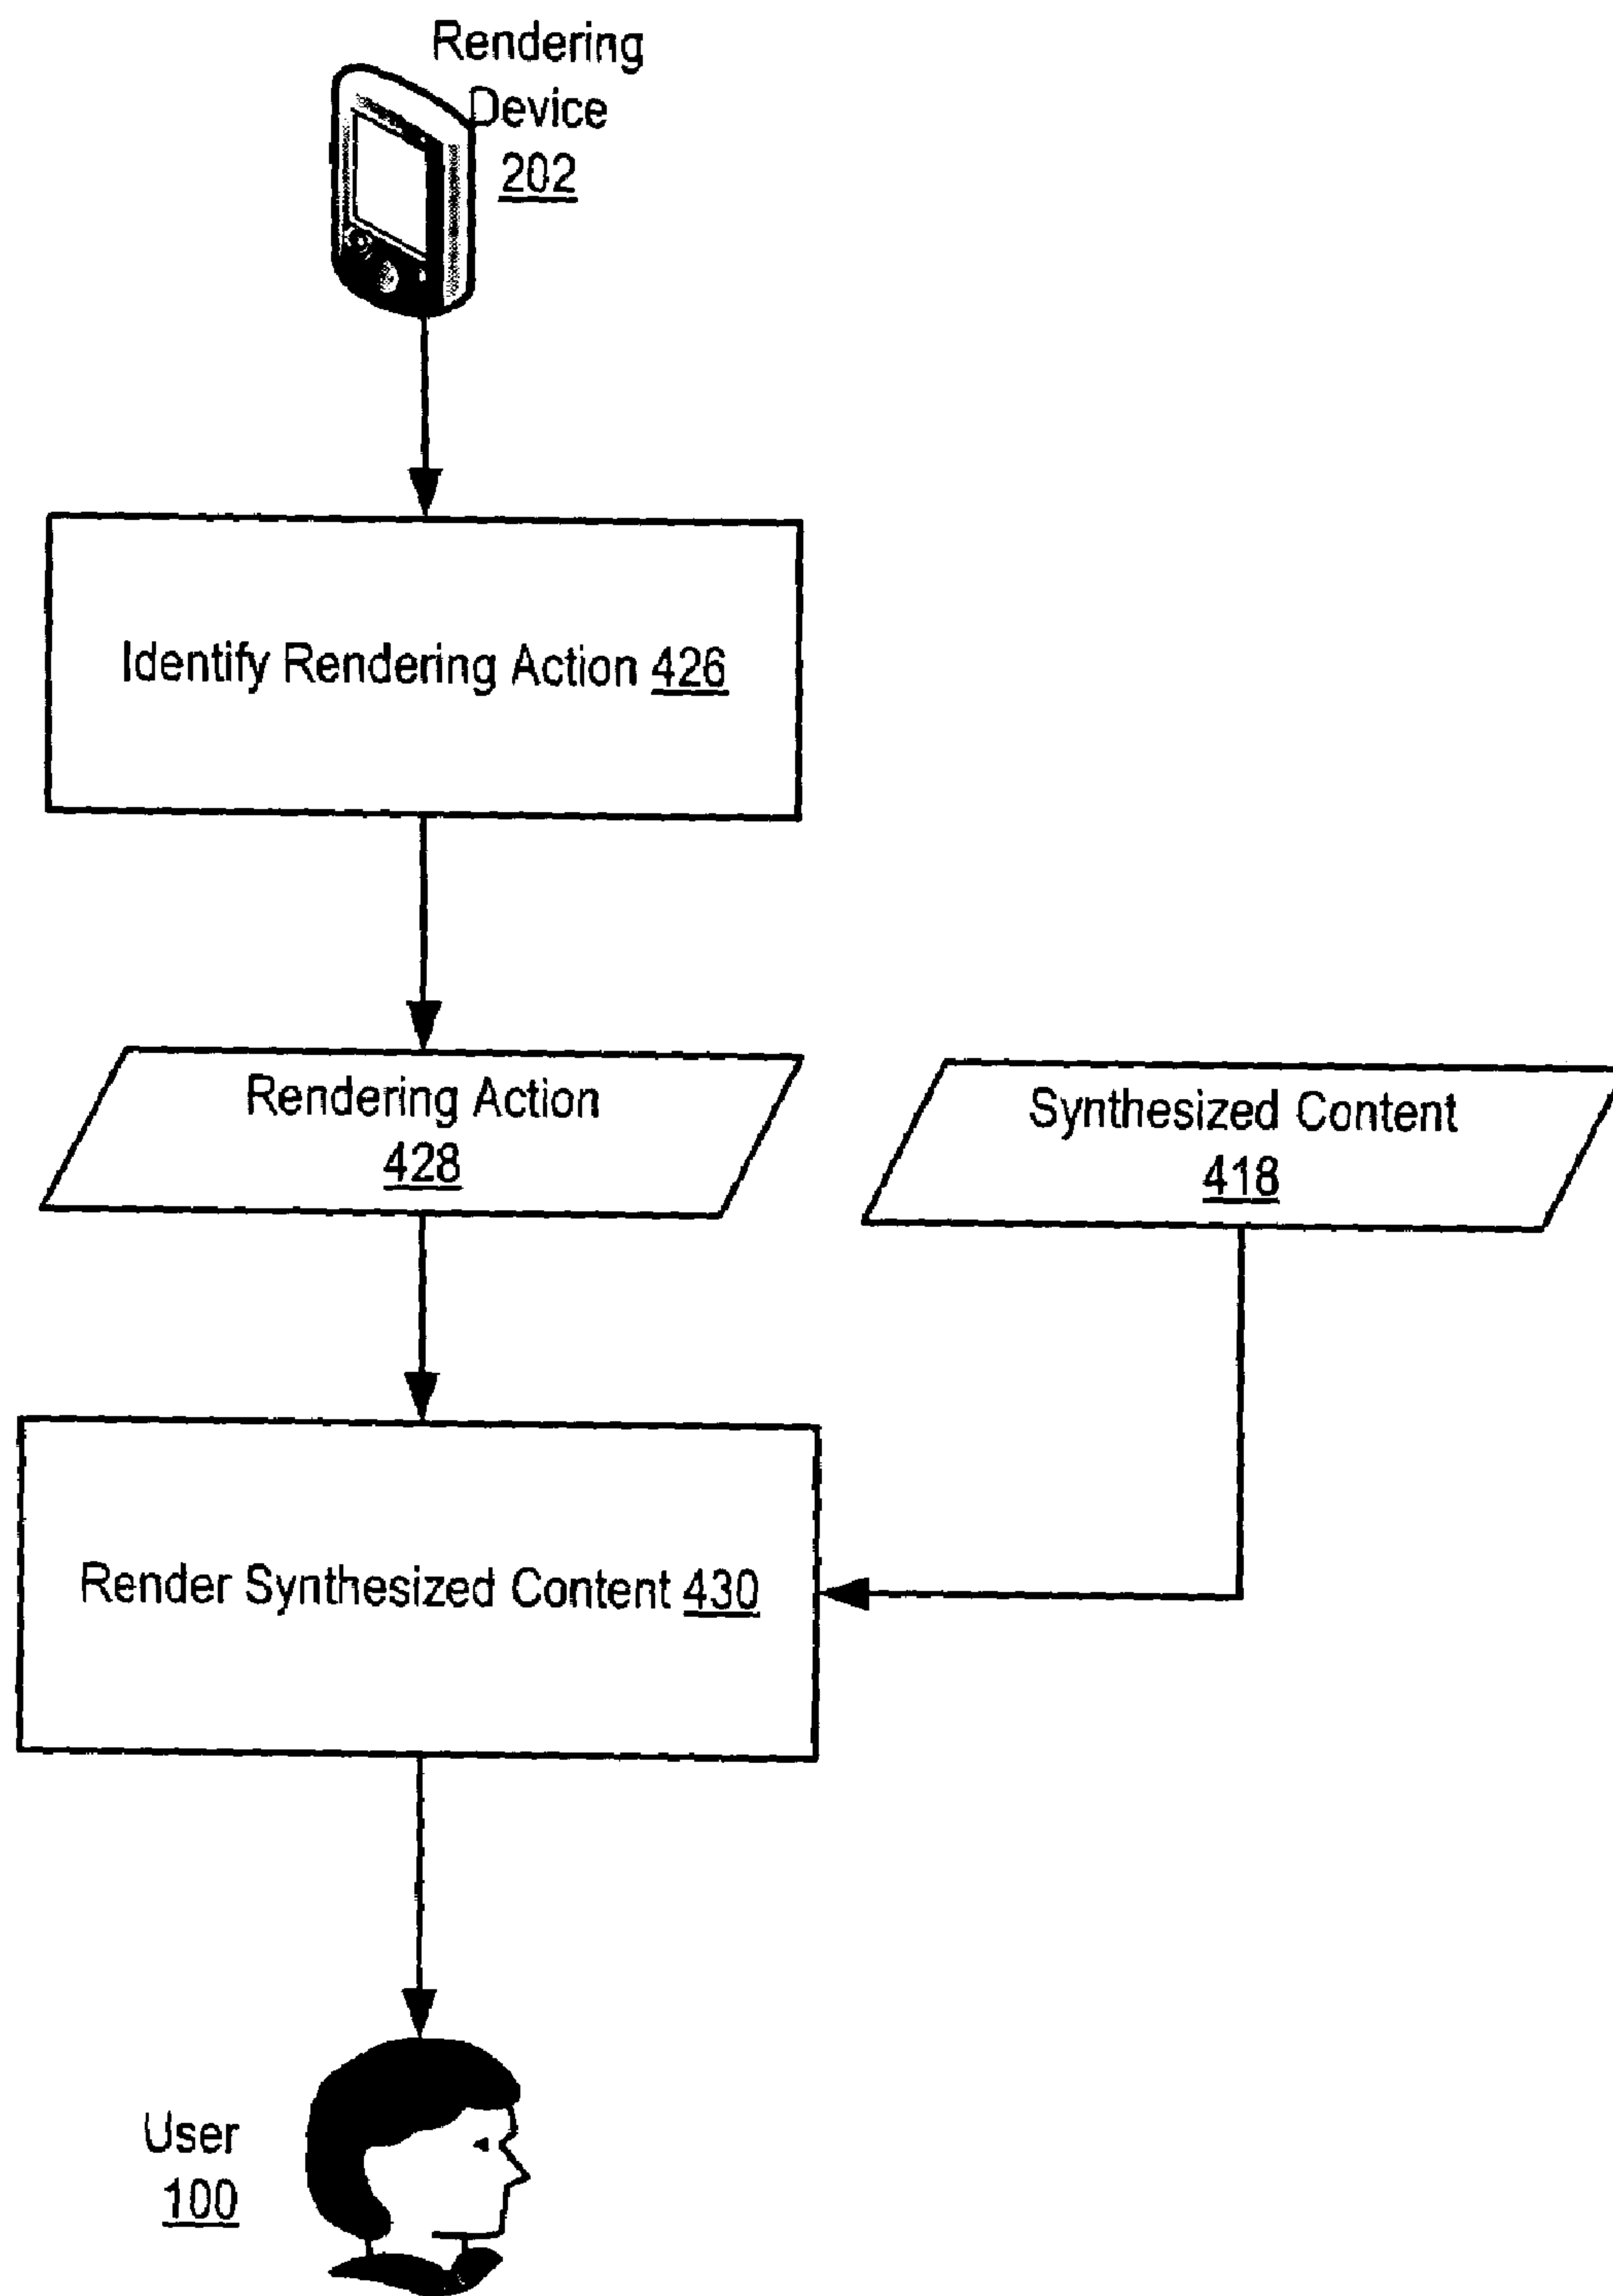 Rendering
Device
202
Identify Rendering Action 426
Rendering Action
428
Synthesized Content
418
Render Synthesized Content 430
User
100